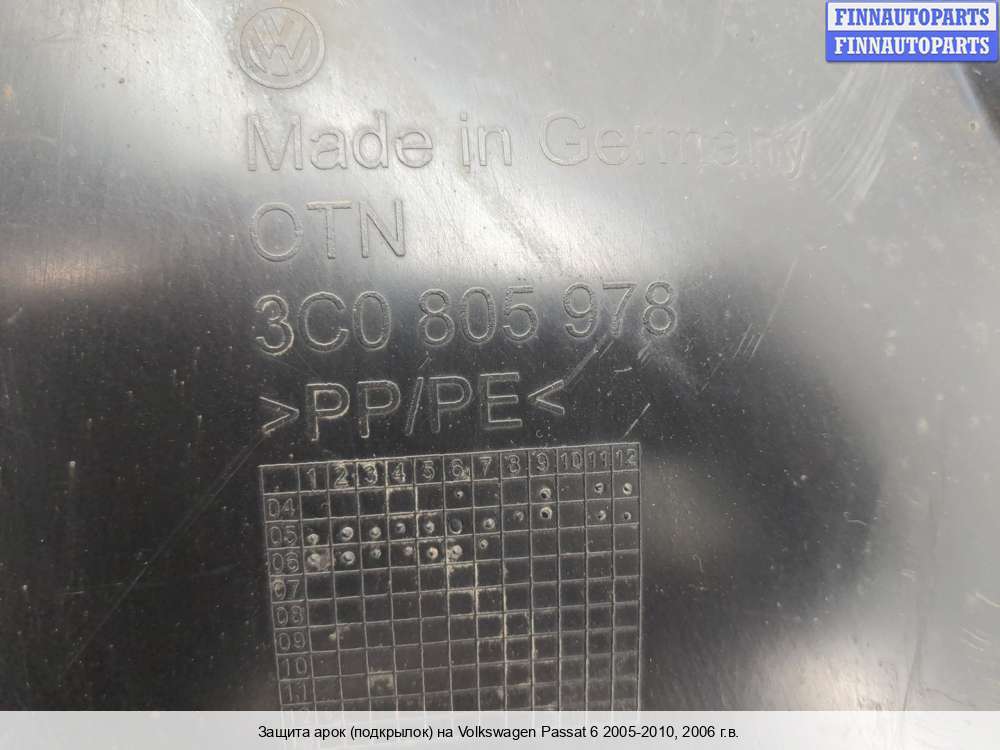 FINNAUTOPARTS
FINNAUTOPARTS
VW
Made in Germany
OTN
3C0 805 978
>PP/PE<
1 2 3 4 5 6 7 8 9 10 11 12
04
05
06
07
08
09
10
11
Защита арок (подкрылок) на Volkswagen Passat 6 2005-2010, 2006 г.в.